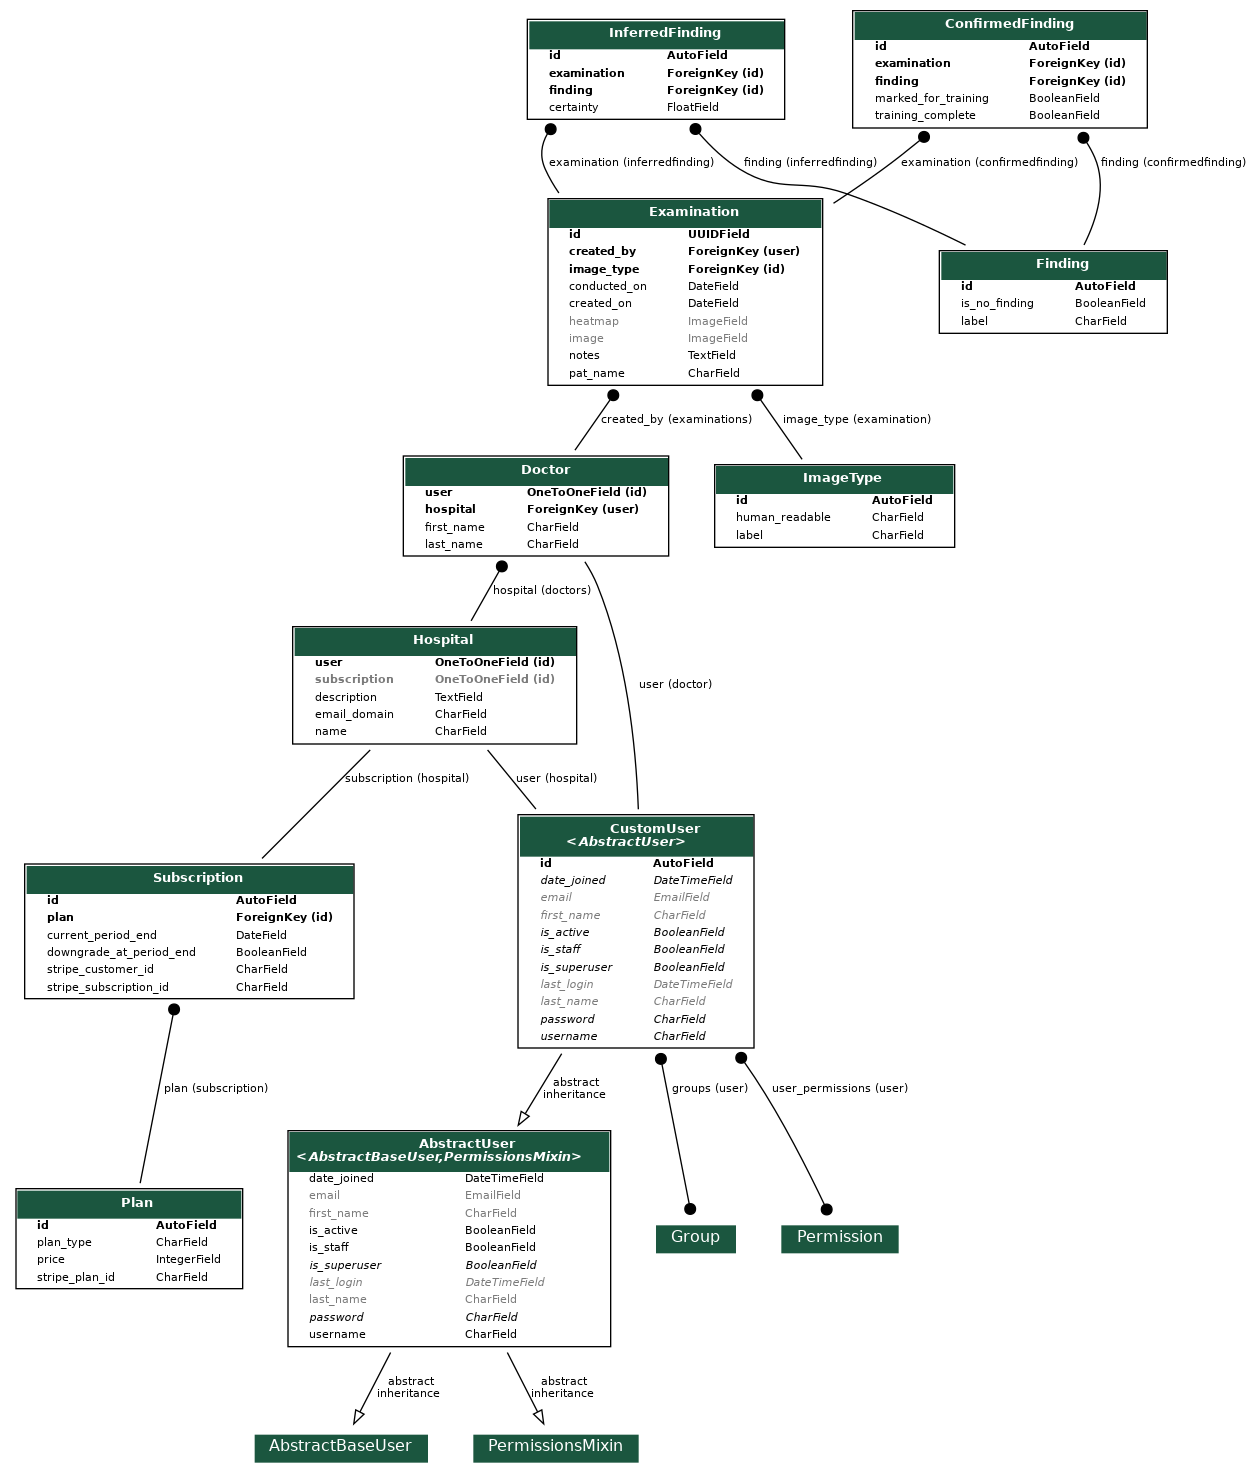 InferredFinding
id AutoField
examination ForeignKey (id)
finding ForeignKey (id)
certainty FloatField
ConfirmedFinding
id AutoField
examination ForeignKey (id)
finding ForeignKey (id)
marked_for_training BooleanField
training_complete BooleanField
examination (inferredfinding)
finding (inferredfinding)
examination (confirmedfinding)
finding (confirmedfinding)
Examination
id UUIDField
created_by ForeignKey (user)
image_type ForeignKey (id)
conducted_on DateField
created_on DateField
heatmap ImageField
image ImageField
notes TextField
pat_name CharField
Finding
id AutoField
is_no_finding BooleanField
label CharField
created_by (examinations)
image_type (examination)
Doctor
user OneToOneField (id)
hospital ForeignKey (user)
first_name CharField
last_name CharField
ImageType
id AutoField
human_readable CharField
label CharField
hospital (doctors)
Hospital
user OneToOneField (id)
subscription OneToOneField (id)
description TextField
email_domain CharField
name CharField
user (doctor)
subscription (hospital)
user (hospital)
CustomUser
<AbstractUser>
id AutoField
date_joined DateTimeField
email EmailField
first_name CharField
is_active BooleanField
is_staff BooleanField
is_superuser BooleanField
last_login DateTimeField
last_name CharField
password CharField
username CharField
Subscription
id AutoField
plan ForeignKey (id)
current_period_end DateField
downgrade_at_period_end BooleanField
stripe_customer_id CharField
stripe_subscription_id CharField
plan (subscription)
abstract
inheritance
groups (user)
user_permissions (user)
AbstractUser
<AbstractBaseUser,PermissionsMixin>
date_joined DateTimeField
email EmailField
first_name CharField
is_active BooleanField
is_staff BooleanField
is_superuser BooleanField
last_login DateTimeField
last_name CharField
password CharField
username CharField
Plan
id AutoField
plan_type CharField
price IntegerField
stripe_plan_id CharField
Group
Permission
abstract
inheritance
abstract
inheritance
AbstractBaseUser
PermissionsMixin